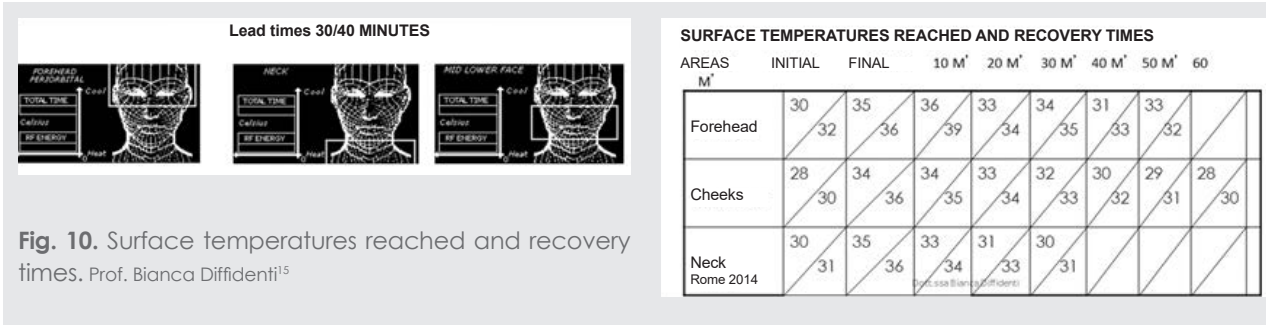 Lead times 30/40 MINUTES
FOREHEAD
PERIORBITAL
Cool
TOTAL TIME
Celsius
RF ENERGY
Heat
NECK
Cool
TOTAL TIME
Celsius
RF ENERGY
Heat
MID LOWER FACE
Cool
TOTAL TIME
Celsius
RF ENERGY
Heat
Fig. 10. Surface temperatures reached and recovery
times. Prof. Bianca Diffidenti15
SURFACE TEMPERATURES REACHED AND RECOVERY TIMES
AREAS INITIAL FINAL 10 M' 20 M' 30 M' 40 M' 50 M' 60
M'
Forehead 30/32 35/36 36/39 33/34 34/35 31/33 33/32
Cheeks 28/30 34/36 34/35 33/34 32/33 30/32 29/31 28/30
Neck 30/31 35/36 33/34 31/33 30/31
Rome 2014
Dott.ssa Bianca Diffidenti